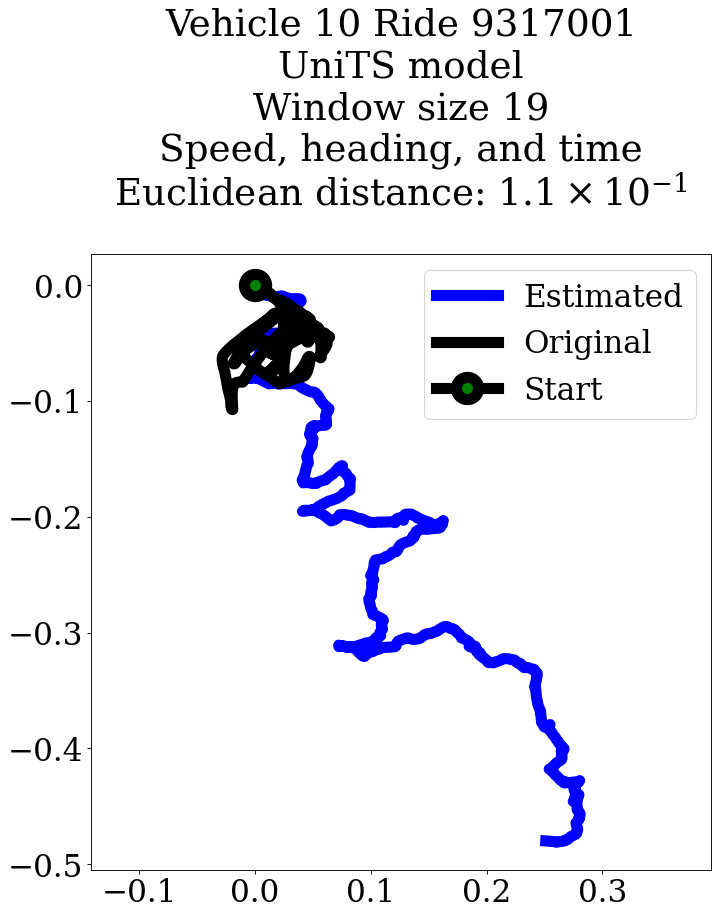 Vehicle 10 Ride 9317001
UniTS model
Window size 19
Speed, heading, and time
Euclidean distance: 1.1 × 10⁻¹
Estimated
Original
Start
0.0
−0.1
−0.2
−0.3
−0.4
−0.5
−0.1 0.0 0.1 0.2 0.3